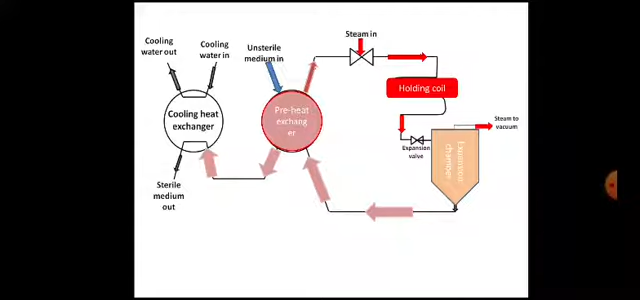 Cooling
water out
Cooling
water in
Unsterile
medium in
Steam in
Holding coil
Steam to
vacuum
Expansion
valve
Expansion
chamber
Pre-heat
exchang
er
Cooling heat
exchanger
Sterile
medium
out